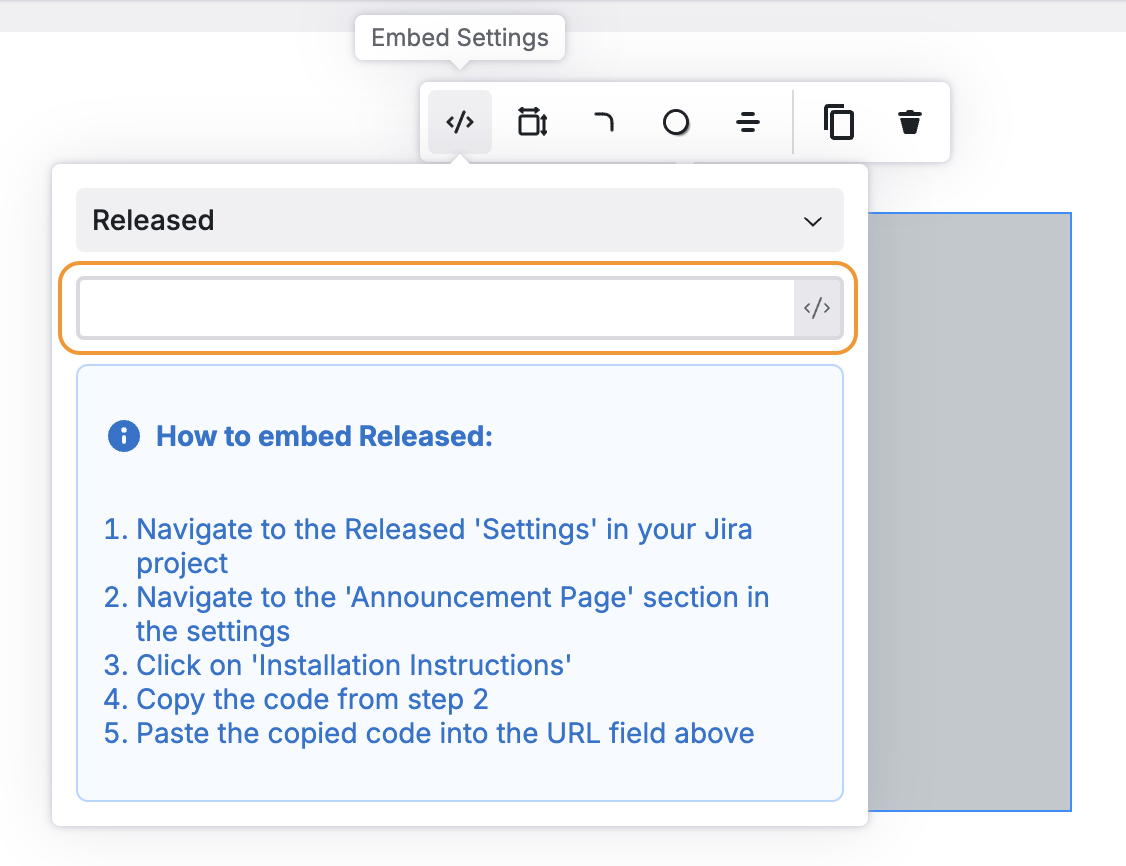 Embed Settings
Released
How to embed Released:
1. Navigate to the Released 'Settings' in your Jira
project
2. Navigate to the 'Announcement Page' section in
the settings
3. Click on 'Installation Instructions'
4. Copy the code from step 2
5. Paste the copied code into the URL field above